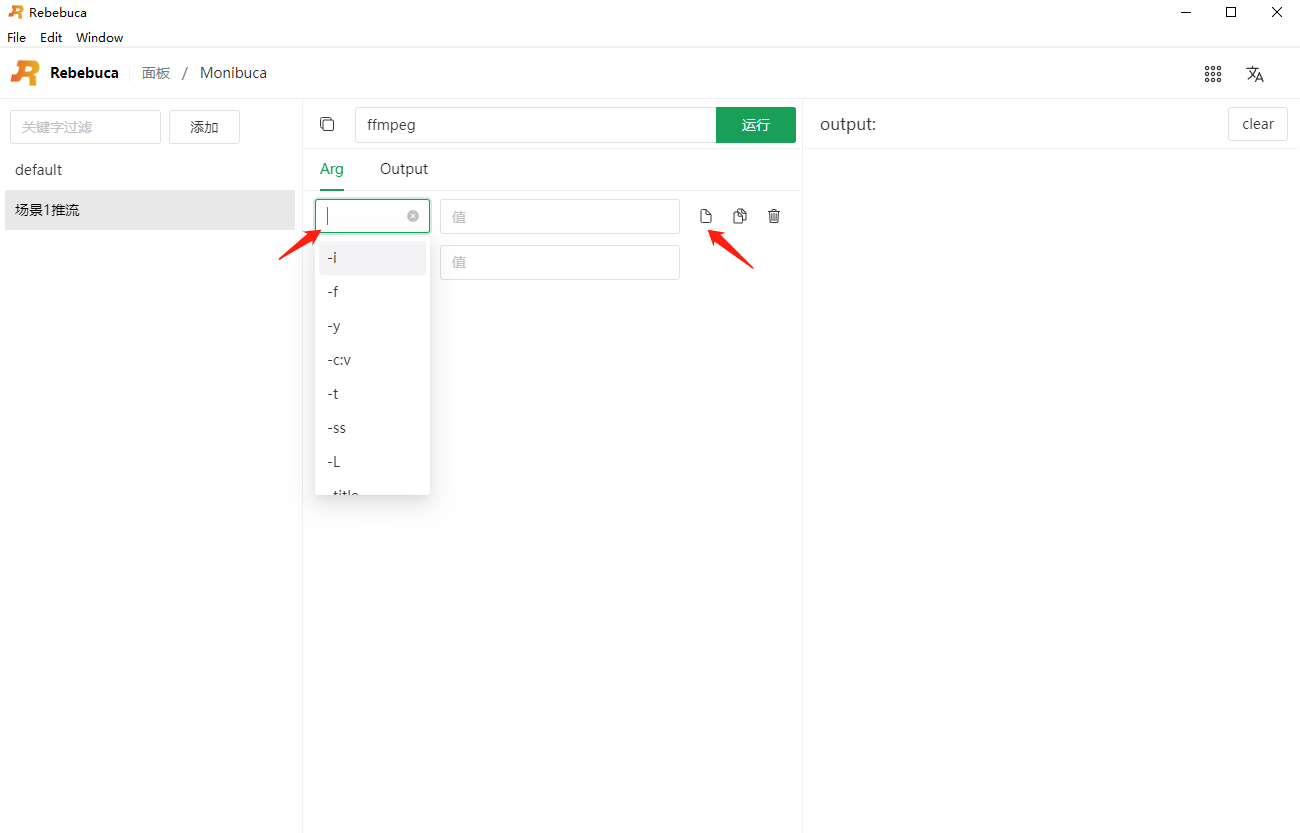 Rebebuca
File Edit Window
Rebebuca 面板 / Monibuca
关键字过滤 添加
ffmpeg 运行
output: clear
default
场景1推流
Arg Output
值
-i
值
-f
-y
-c:v
-t
-ss
-L
-title